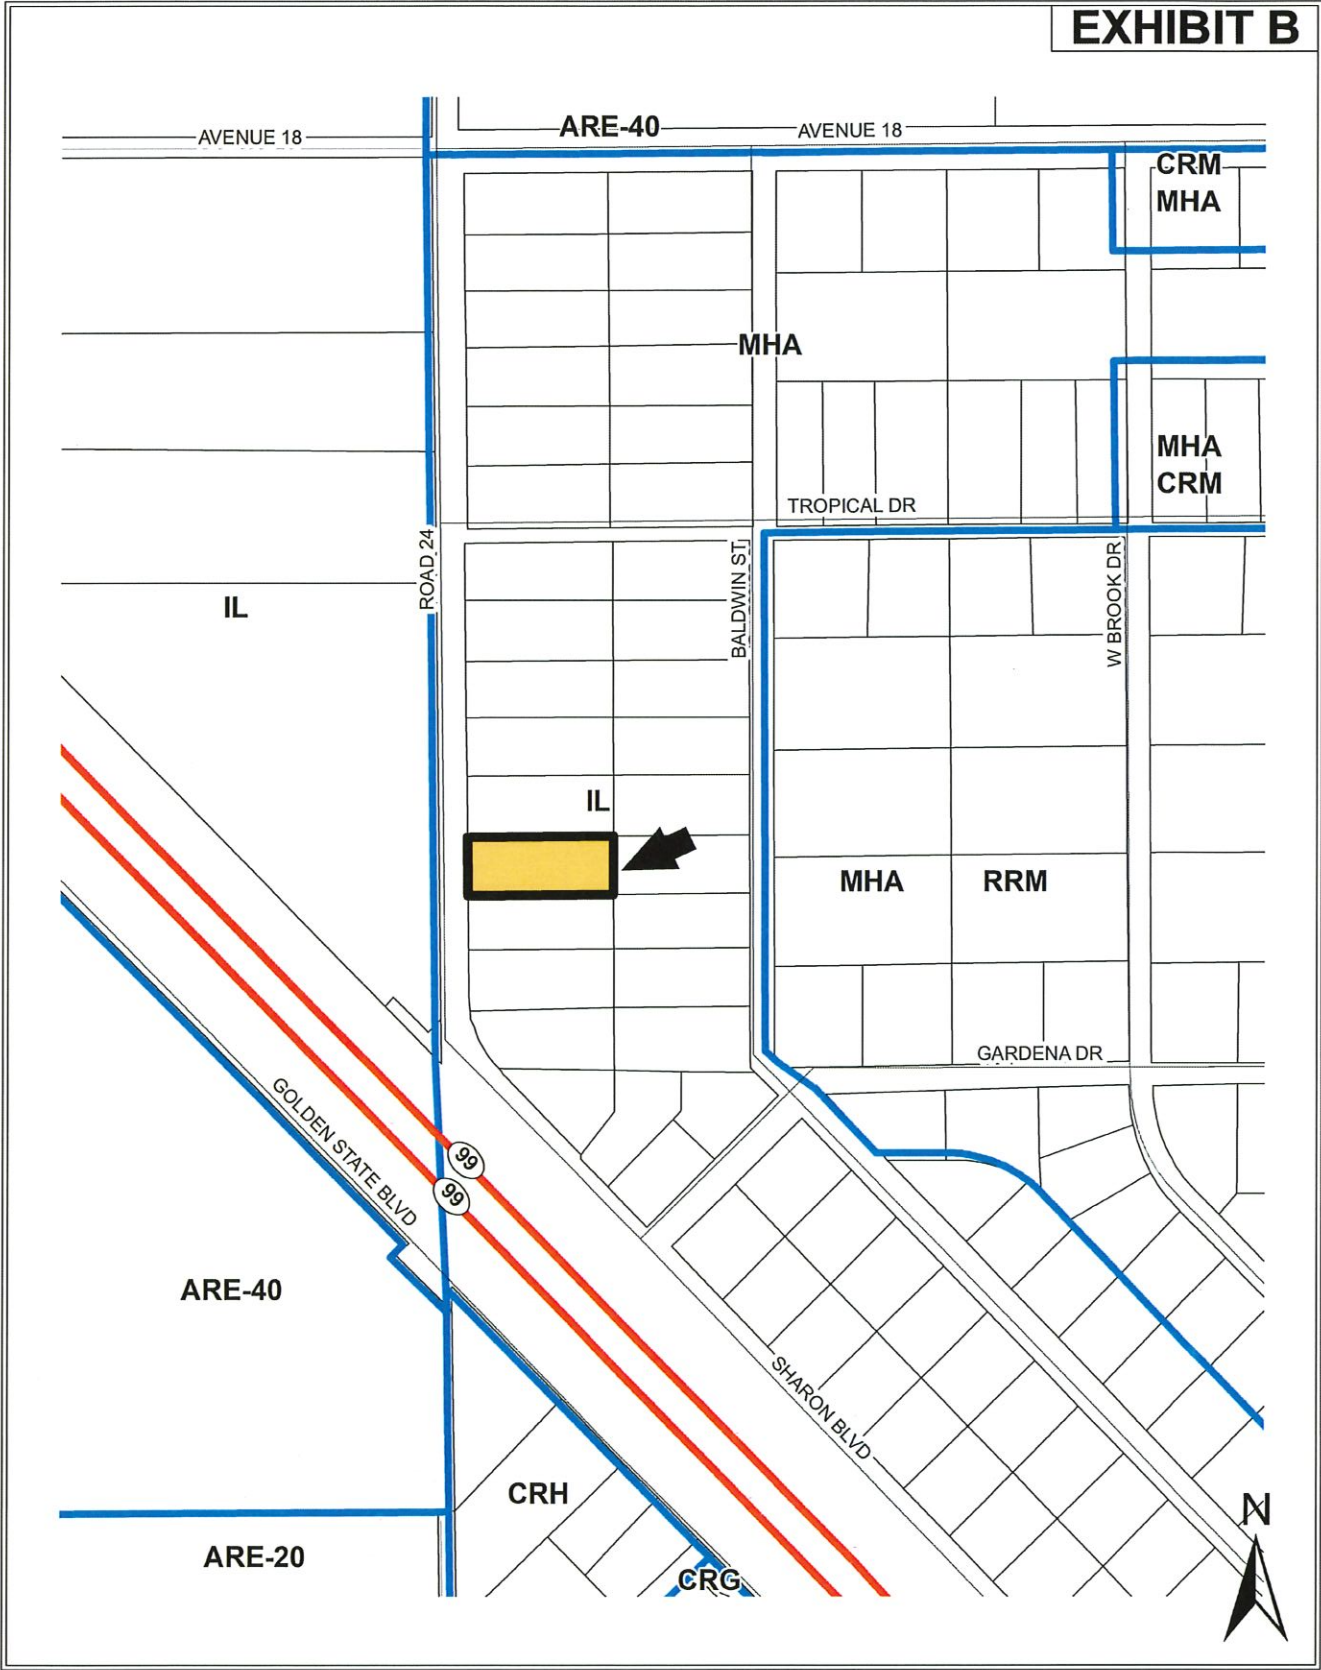 EXHIBIT B
AVENUE 18
ARE-40
AVENUE 18
CRM
MHA
MHA
MHA
CRM
TROPICAL DR
ROAD 24
BALDWIN ST
W BROOK DR
IL
IL
MHA
RRM
GARDENA DR
GOLDEN STATE BLVD
99
99
ARE-40
SHARON BLVD
CRH
N
ARE-20
CRG